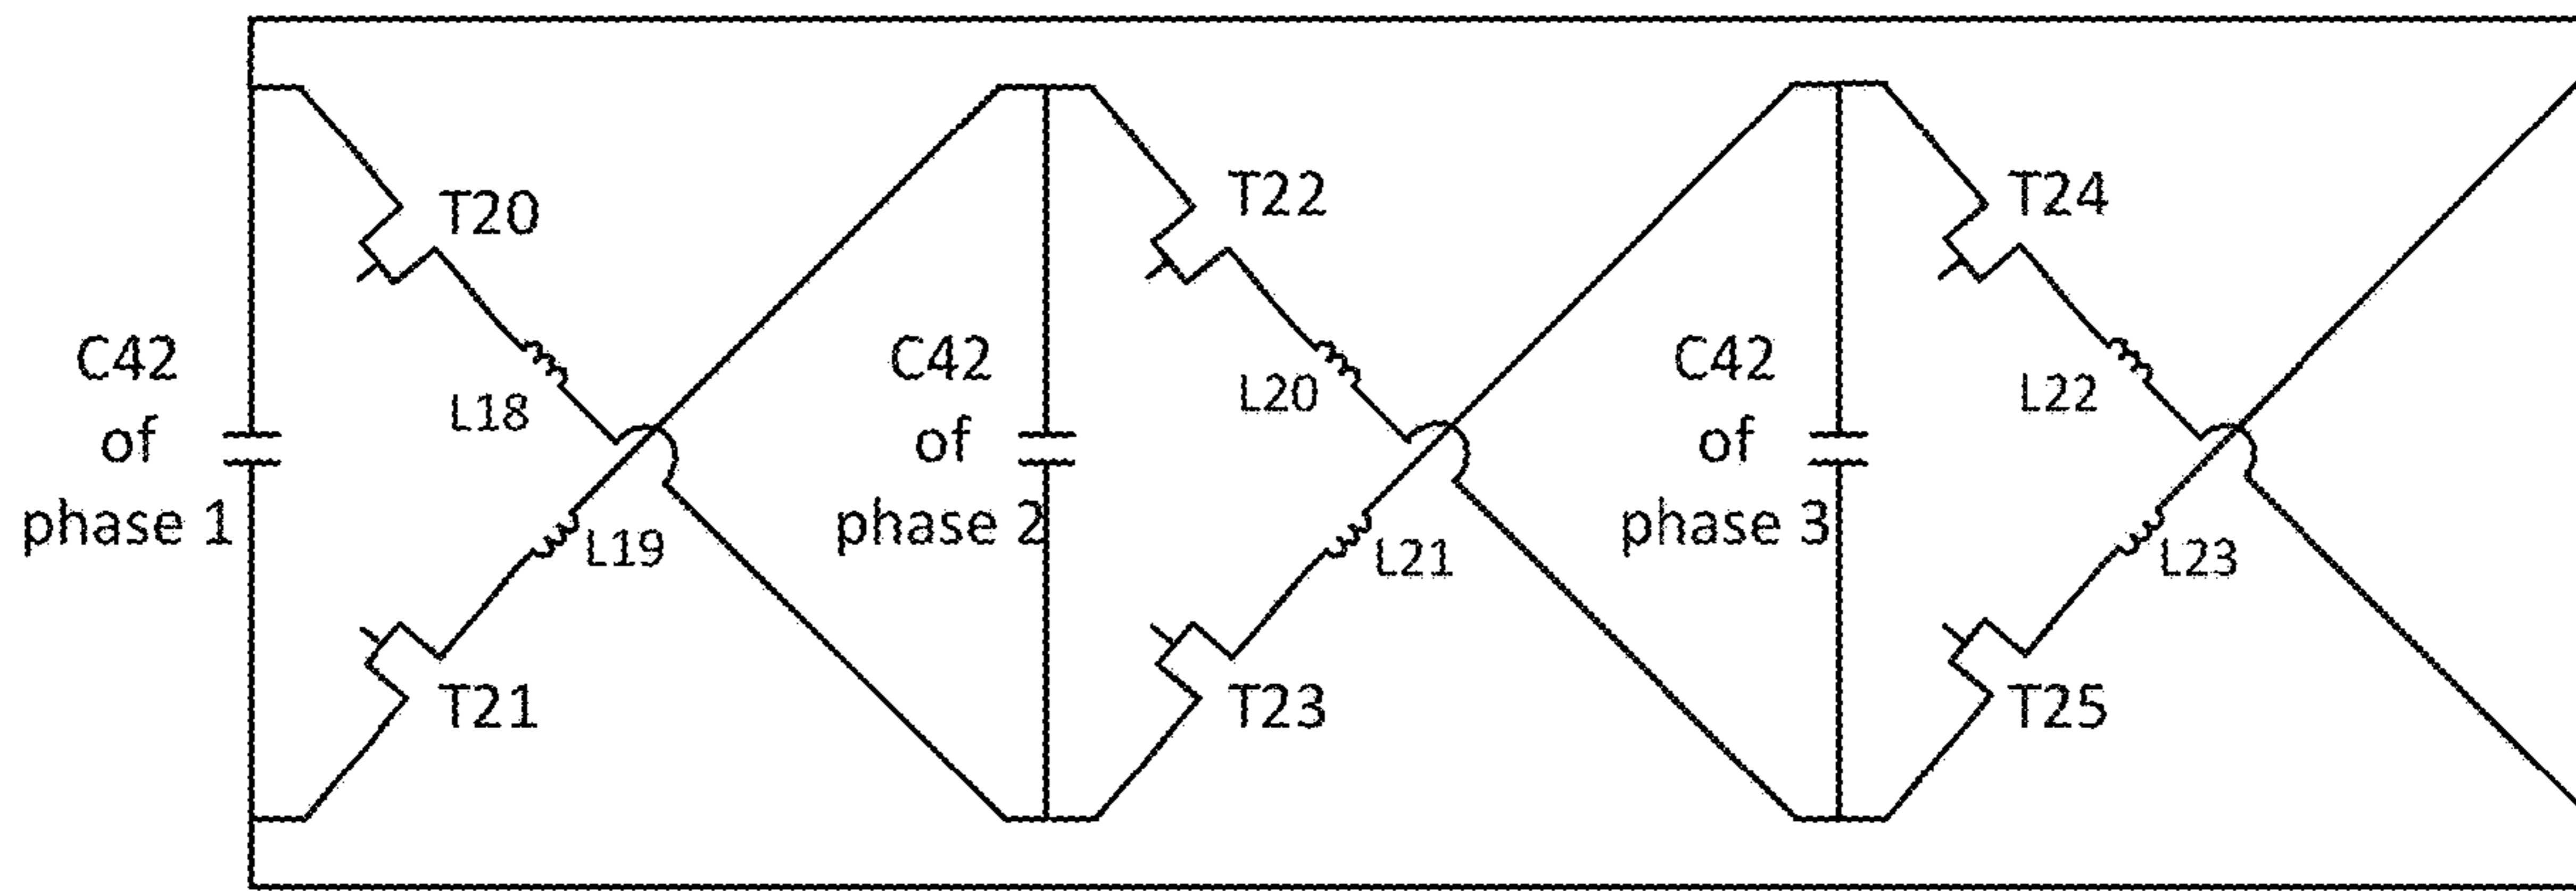 T20
T22
T24
C42
of
phase 1
L18
C42
of
phase 2
L20
C42
of
phase 3
L22
L19
L21
L23
T21
T23
T25